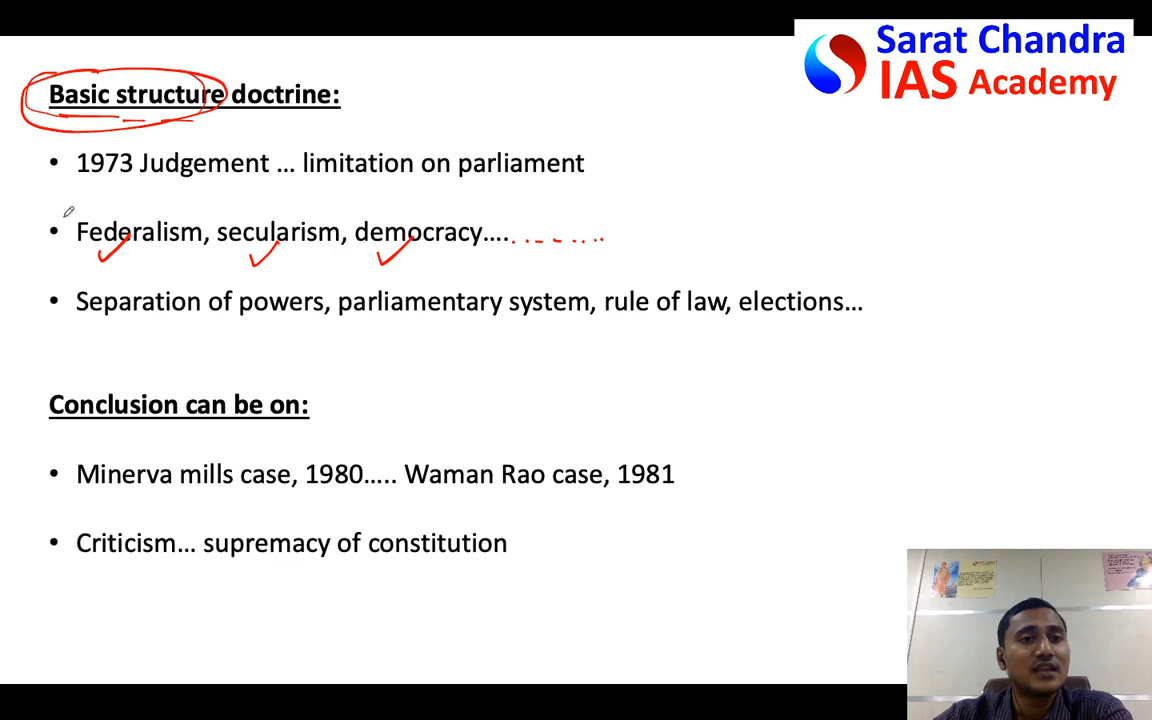 Sarat Chandra
IAS Academy
Basic structure doctrine:
• 1973 Judgement ... limitation on parliament
• Federalism, secularism, democracy....
• Separation of powers, parliamentary system, rule of law, elections...
Conclusion can be on:
• Minerva mills case, 1980..... Waman Rao case, 1981
• Criticism... supremacy of constitution